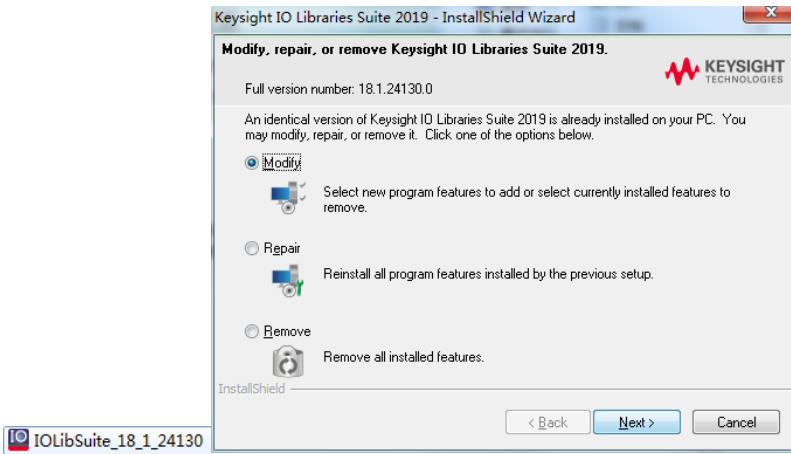 Keysight IO Libraries Suite 2019 - InstallShield Wizard
Modify, repair, or remove Keysight IO Libraries Suite 2019.
KEYSIGHT
TECHNOLOGIES
Full version number: 18.1.24130.0
An identical version of Keysight IO Libraries Suite 2019 is already installed on your PC. You
may modify, repair, or remove it. Click one of the options below.
Modify
Select new program features to add or select currently installed features to
remove.
Repair
Reinstall all program features installed by the previous setup.
Remove
Remove all installed features.
InstallShield
< Back
Next >
Cancel
IO
IOLibSuite_18_1_24130